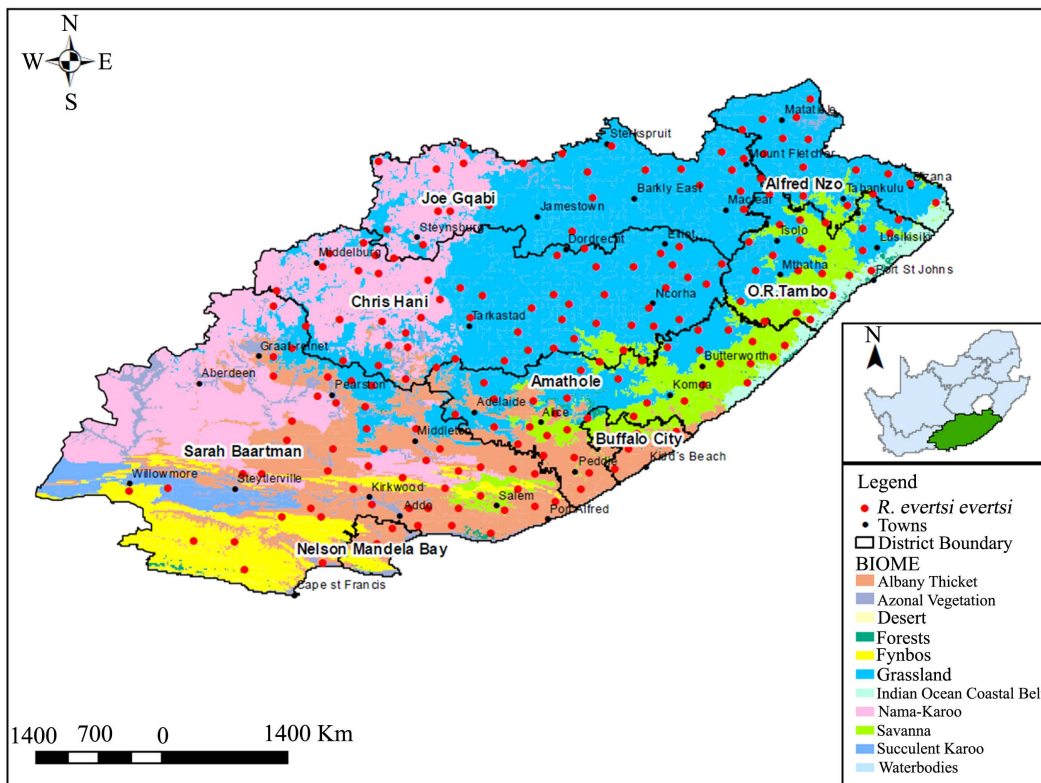 N
W E
S
Matatiele
Sterkspruit
Mount Fletcher
Alfred Nzo
Bizana
Tabankulu
Barkly East
Maclear
Joe Gqabi
Jamestown
Steynsburg
Tsolo
Lusikisiki
Dordrecht
Elliot
Middelburg
Mthatha
Port St Johns
O.R.Tambo
Chris Hani
Ncorha
Tarkastad
Graaf-reinet
Butterworth
Aberdeen
Pearston
Amathole
Komga
Adelaide
Alice
Middleton
Buffalo City
Sarah Baartman
Kidd's Beach
Peddie
Willowmore
Steytlerville
Kirkwood
Salem
Addo
Port Alfred
Nelson Mandela Bay
Cape st Francis
N
Legend
R. evertsi evertsi
Towns
District Boundary
BIOME
Albany Thicket
Azonal Vegetation
Desert
Forests
Fynbos
Grassland
Indian Ocean Coastal Bel
Nama-Karoo
Savanna
Succulent Karoo
Waterbodies
1400 700 0 1400 Km